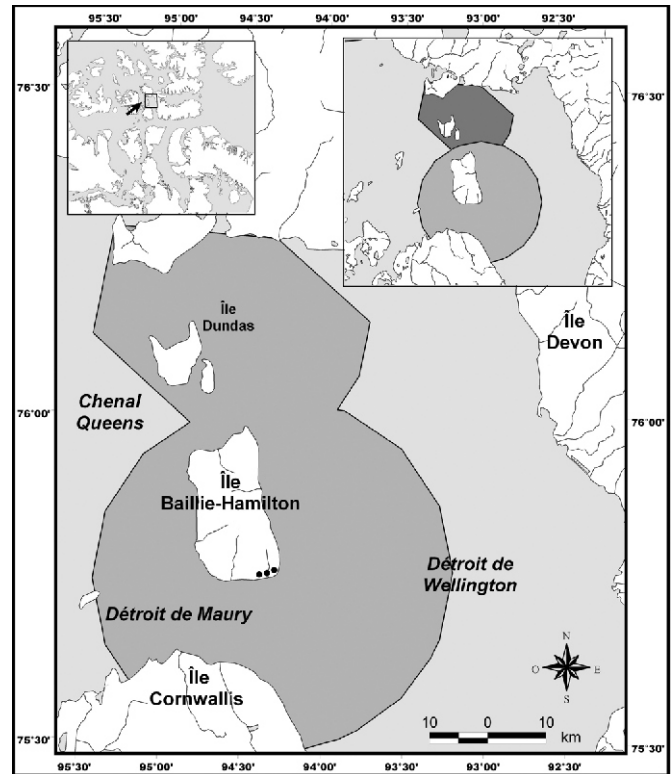 95°30' 95°00' 94°30' 94°00' 93°30' 93°00' 92°30'
76°30' 76°30'
Île
Dundas
Île
Devon
Chenal
Queens
76°00' 76°00'
Île
Baillie-Hamilton
Détroit de
Wellington
Détroit de Maury
N
O E
S
Île
Cornwallis
10 0 10
km
75°30' 75°30'
95°30' 95°00' 94°30' 94°00' 93°30' 93°00' 92°30'